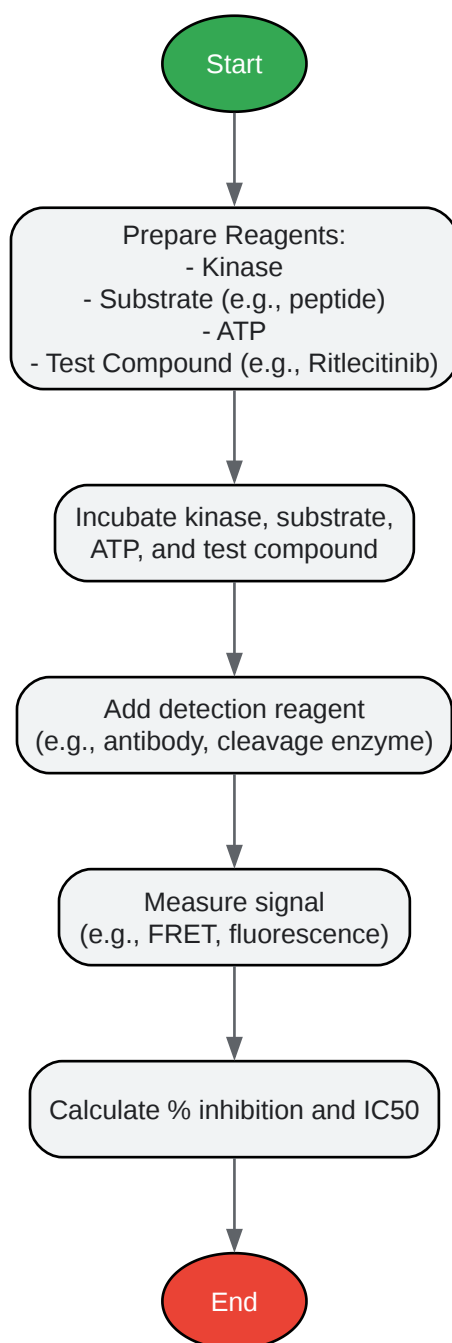 Start
Prepare Reagents:
- Kinase
- Substrate (e.g., peptide)
- ATP
- Test Compound (e.g., Ritlecitinib)
Incubate kinase, substrate,
ATP, and test compound
Add detection reagent
(e.g., antibody, cleavage enzyme)
Measure signal
(e.g., FRET, fluorescence)
Calculate % inhibition and IC50
End